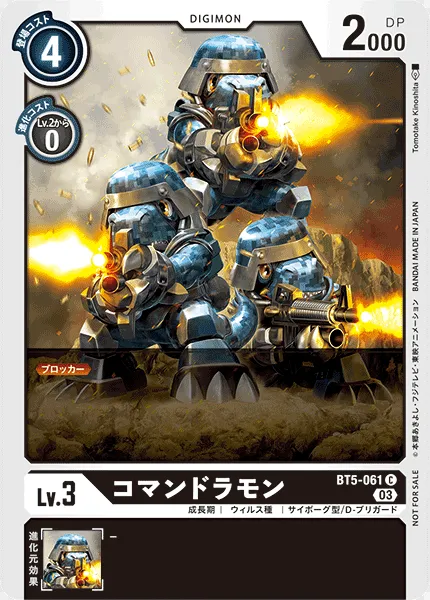 DIGIMON
登場コスト
4
DP
2000
進化コスト
Lv.2から
0
Tomotake Kinoshita
©本郷あきよし・フジテレビ・東映アニメーション BANDAI MADE IN JAPAN
ブロッカー
BT5-061 C
03
Lv.3
コマンドラモン
成長期 | ウィルス種 | サイボーグ型/D-ブリガード
NOT FOR SALE
進化元効果
-